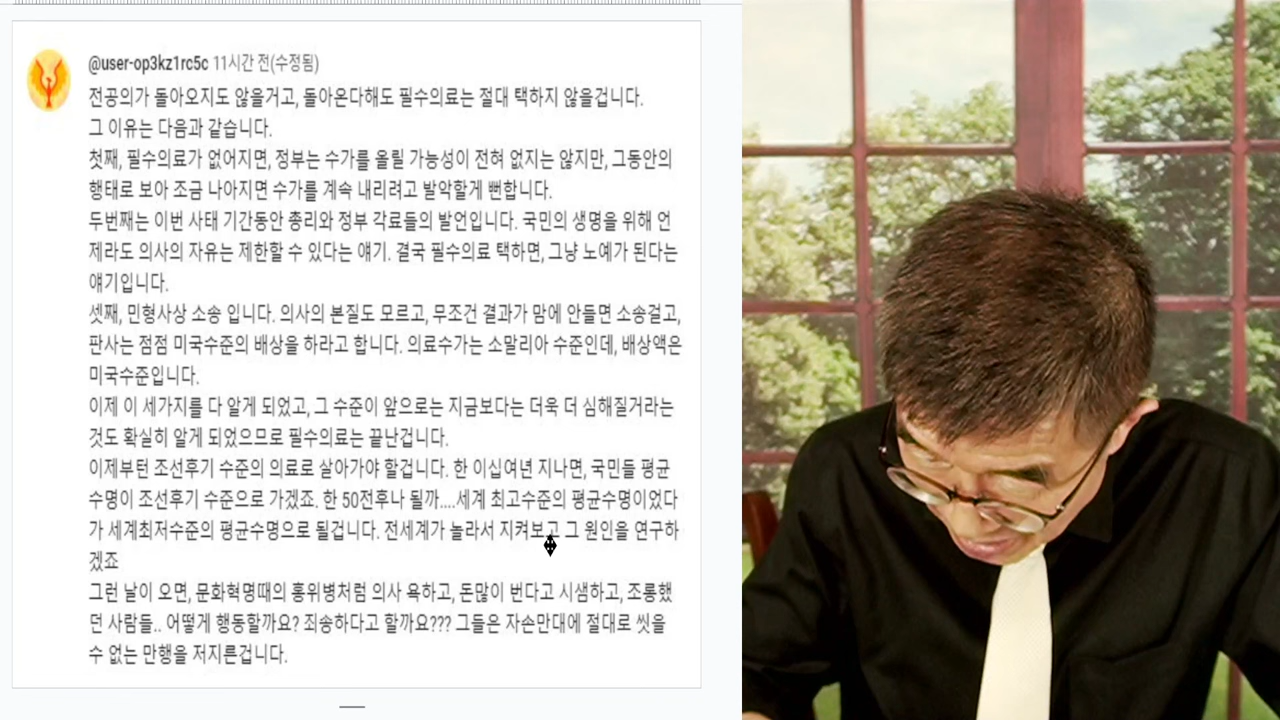 @user-op3kz1rc5c 11시간 전(수정됨)
전공의가 돌아오지도 않을거고, 돌아온다해도 필수의료는 절대 택하지 않을겁니다.
그 이유는 다음과 같습니다.
첫째, 필수의료가 없어지면, 정부는 수가를 올릴 가능성이 전혀 없지는 않지만, 그동안의
행태로 보아 조금 나아지면 수가를 계속 내리려고 발악할게 뻔합니다.
두번째는 이번 사태 기간동안 총리와 정부 각료들의 발언입니다. 국민의 생명을 위해 언
제라도 의사의 자유는 제한할 수 있다는 얘기. 결국 필수의료 택하면, 그냥 노예가 된다는
얘기입니다.
셋째, 민형사상 소송 입니다. 의사의 본질도 모르고, 무조건 결과가 맘에 안들면 소송걸고,
판사는 점점 미국수준의 배상을 하라고 합니다. 의료수가는 소말리아 수준인데, 배상액은
미국수준입니다.
이제 이 세가지를 다 알게 되었고, 그 수준이 앞으로는 지금보다는 더욱 더 심해질거라는
것도 확실히 알게 되었으므로 필수의료는 끝난겁니다.
이제부턴 조선후기 수준의 의료로 살아가야 할겁니다. 한 이십여년 지나면, 국민들 평균
수명이 조선후기 수준으로 가겠죠. 한 50전후나 될까....세계 최고수준의 평균수명이었다
가 세계최저수준의 평균수명으로 될겁니다. 전세계가 놀라서 지켜보고 그 원인을 연구하
겠죠
그런 날이 오면, 문화혁명때의 홍위병처럼 의사 욕하고, 돈많이 번다고 시샘하고, 조롱했
던 사람들.. 어떻게 행동할까요? 죄송하다고 할까요??? 그들은 자손만대에 절대로 씻을
수 없는 만행을 저지른겁니다.